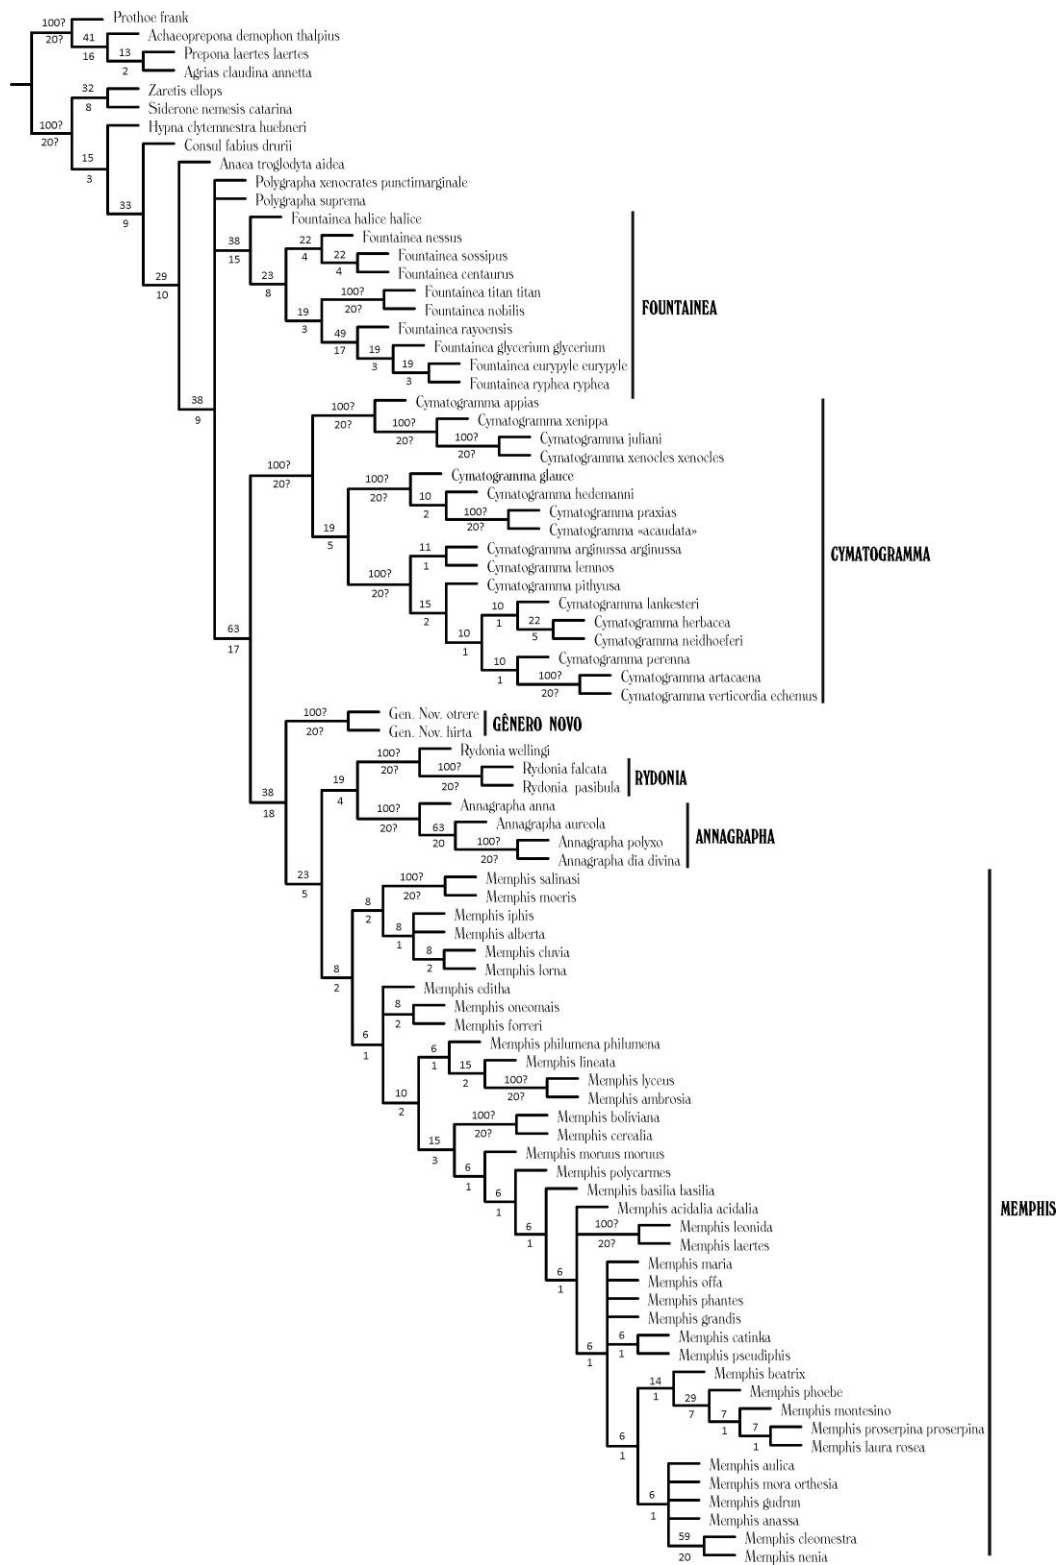 Prothoe frank
100?
20?
Achaeoprepona demophon thalpius
41
16
Prepona laertes laertes
13
2
Agrias claudina annetta
Zaretis ellops
32
8
Siderone nemesis catarina
100?
20?
Hypna clytemnestra huebneri
15
3
Consul fabius drurii
33
9
Anaea troglodyta aidea
29
10
Polygrapha xenocrates punctimarginale
Polygrapha suprema
38
9
Fountainea halice halice
38
15
Fountainea nessus
22
4
Fountainea sossipus
22
4
Fountainea centaurus
23
8
Fountainea titan titan
100?
20?
Fountainea nobilis
19
3
FOUNTAINEA
Fountainea rayoensis
49
17
Fountainea glycerium glycerium
19
3
Fountainea eurypyle eurypyle
19
3
Fountainea ryphea ryphea
Cymatogramma appias
100?
20?
Cymatogramma xenippa
100?
20?
Cymatogramma juliani
100?
20?
Cymatogramma xenocles xenocles
100?
20?
Cymatogramma glauce
100?
20?
Cymatogramma hedemanni
10
2
Cymatogramma praxias
100?
20?
Cymatogramma «acaudata»
19
5
Cymatogramma arginussa arginussa
11
1
CYMATOGRAMMA
Cymatogramma lemnos
100?
20?
Cymatogramma pithyusa
15
2
Cymatogramma lankesteri
10
1
Cymatogramma herbacea
22
5
Cymatogramma neidhoeferi
10
1
Cymatogramma perenna
10
1
Cymatogramma artacaena
100?
20?
Cymatogramma verticordia echemus
63
17
Gen. Nov. otrere
100?
20?
GÊNERO NOVO
Gen. Nov. hirta
38
18
Rydonia wellingi
100?
20?
Rydonia falcata
100?
20?
RYDONIA
Rydonia pasibula
19
4
Annagrapha anna
100?
20?
Annagrapha aureola
63
20
ANNAGRAPHA
Annagrapha polyxo
100?
20?
Annagrapha dia divina
23
5
Memphis salinasi
100?
20?
Memphis moeris
8
2
Memphis iphis
8
1
Memphis alberta
Memphis cluvia
8
2
Memphis lorna
8
2
Memphis editha
Memphis oneomais
8
2
Memphis forreri
6
1
Memphis philumena philumena
6
1
Memphis lineata
15
2
Memphis lyceus
100?
20?
Memphis ambrosia
10
2
Memphis boliviana
100?
20?
Memphis cerealia
15
3
Memphis moruus moruus
6
1
Memphis polycarmes
6
1
Memphis basilia basilia
6
1
Memphis acidalia acidalia
MEMPHIS
Memphis leonida
100?
20?
Memphis laertes
6
1
Memphis maria
Memphis offa
Memphis phantes
Memphis grandis
Memphis catinka
6
1
Memphis pseudiphis
6
1
Memphis beatrix
14
1
Memphis phoebe
29
7
Memphis montesino
7
1
Memphis proserpina proserpina
7
1
Memphis laura rosea
6
1
Memphis aulica
Memphis mora orthesia
6
1
Memphis gudrun
Memphis anassa
Memphis cleomestra
59
20
Memphis nenia